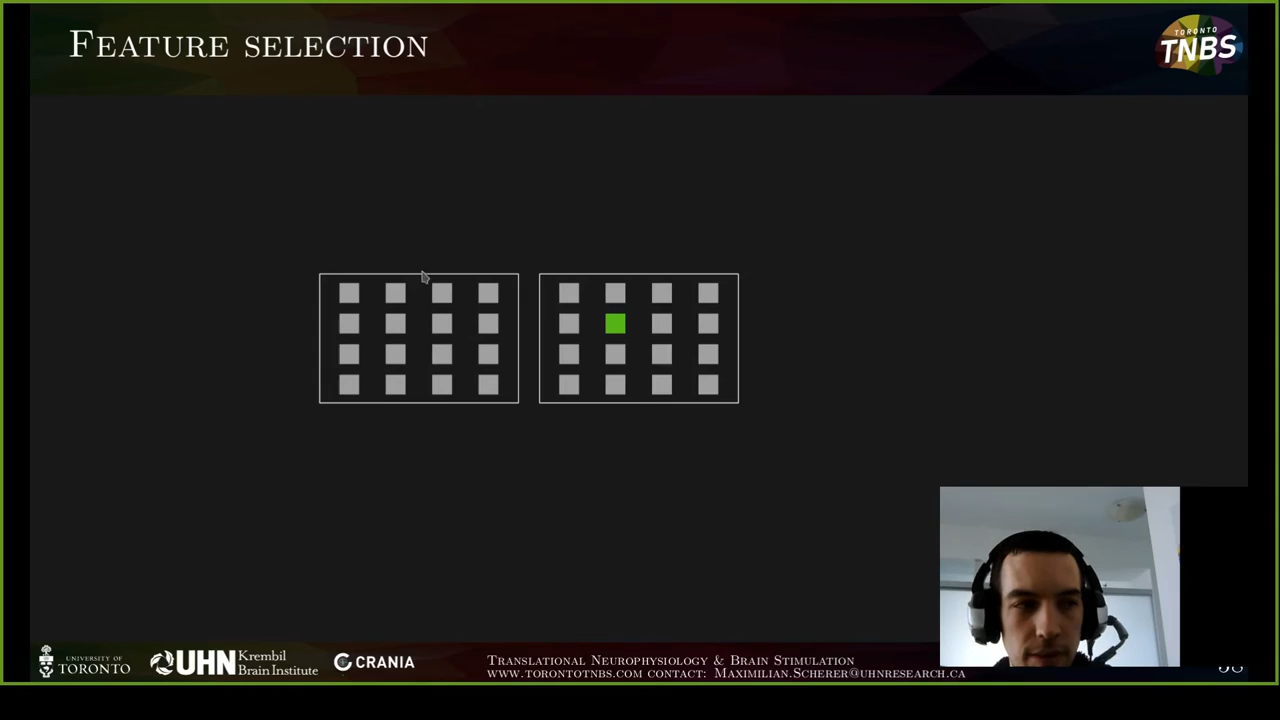 Feature selection
TORONTO
TNBS
UNIVERSITY OF
TORONTO
UHN Krembil
Brain Institute
CRANIA
Translational Neurophysiology & Brain Stimulation
www.torontotnbs.com contact: Maximilian.Scherer@uhnresearch.ca